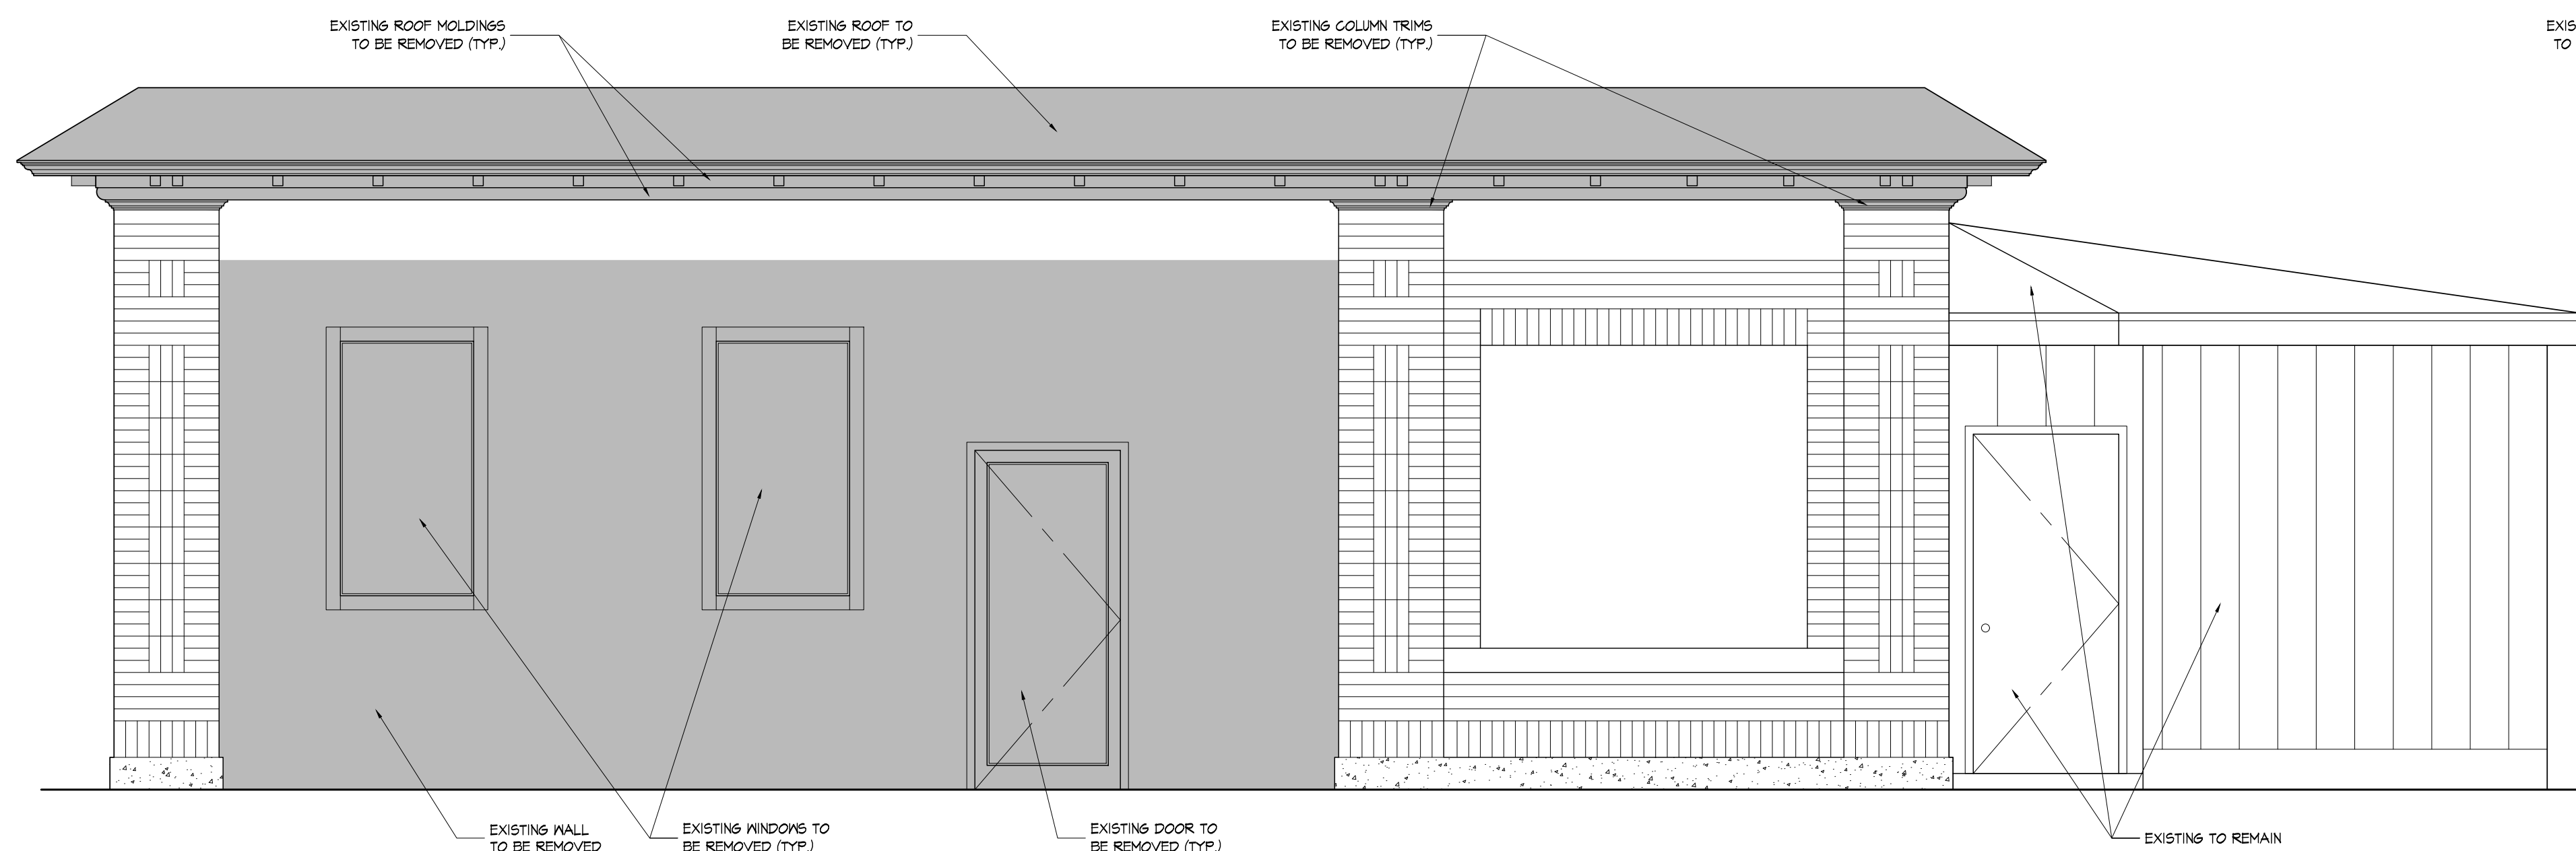 EXISTING ROOF MOLDINGS
TO BE REMOVED (TYP.)
EXISTING ROOF TO
BE REMOVED (TYP.)
EXISTING COLUMN TRIMS
TO BE REMOVED (TYP.)
EXIS
TO
EXISTING WALL
TO BE REMOVED
EXISTING WINDOWS TO
BE REMOVED (TYP.)
EXISTING DOOR TO
BE REMOVED (TYP.)
EXISTING TO REMAIN